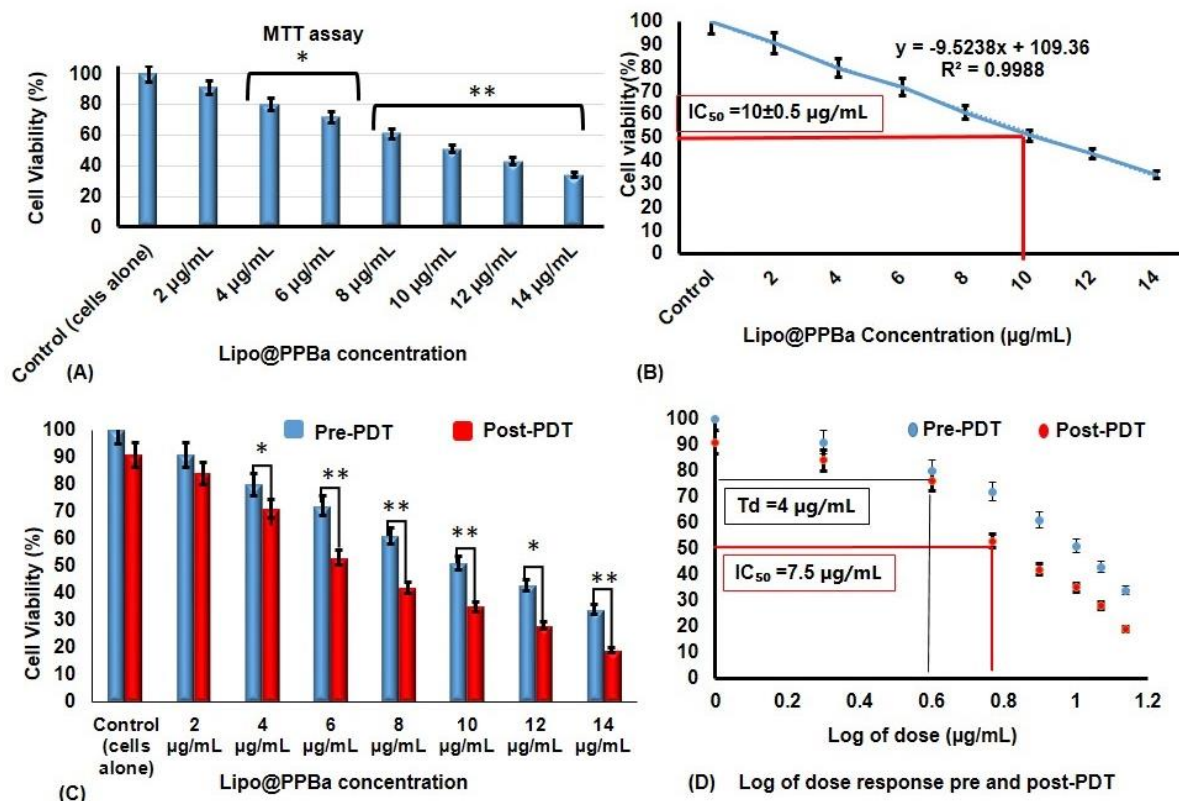 MTT assay
*
**
100
80
60
40
20
0
Cell Viability (%)
Control (cells alone)
2 µg/mL
4 µg/mL
6 µg/mL
8 µg/mL
10 µg/mL
12 µg/mL
14 µg/mL
Lipo@PPBa concentration
(A)
100
90
80
70
60
50
40
30
20
10
0
Cell viability(%)
y = -9.5238x + 109.36
R² = 0.9988
IC₅₀ =10±0.5 µg/mL
Control
2
4
6
8
10
12
14
Lipo@PPBa Concentration (µg/mL)
(B)
100
90
80
70
60
50
40
30
20
10
0
Cell Viability (%)
Pre-PDT
Post-PDT
*
**
**
**
*
**
Control (cells alone)
2 µg/mL
4 µg/mL
6 µg/mL
8 µg/mL
10 µg/mL
12 µg/mL
14 µg/mL
Lipo@PPBa concentration
(C)
100
90
80
70
60
50
40
30
20
10
0
Cell Viability (%)
Pre-PDT
Post-PDT
Td =4 µg/mL
IC₅₀ =7.5 µg/mL
0
0.2
0.4
0.6
0.8
1
1.2
Log of dose (µg/mL)
(D)
Log of dose response pre and post-PDT